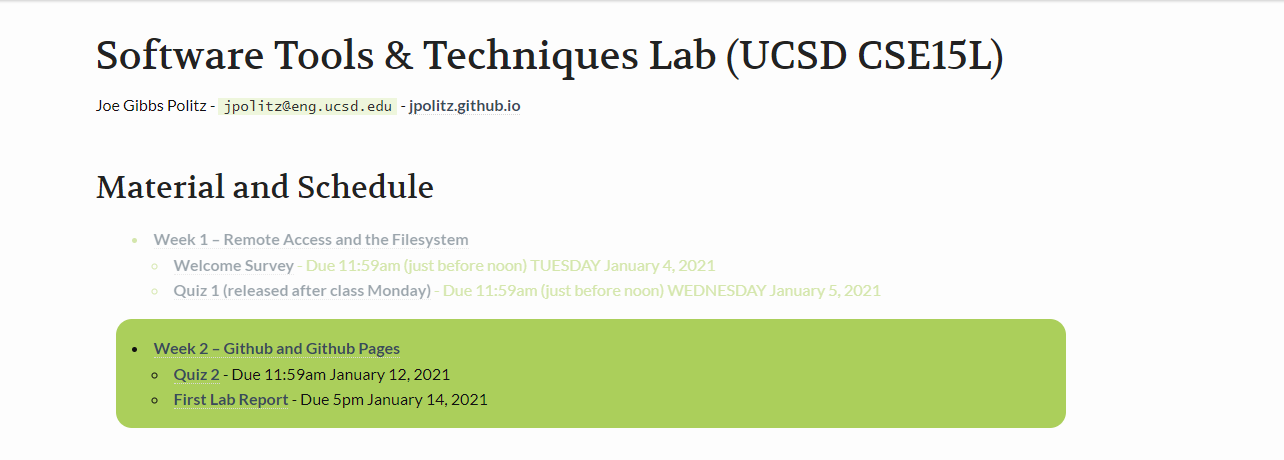 Software Tools & Techniques Lab (UCSD CSE15L)
Joe Gibbs Politz - jpolitz@eng.ucsd.edu - jpolitz.github.io
Material and Schedule
Week 1 – Remote Access and the Filesystem
Welcome Survey - Due 11:59am (just before noon) TUESDAY January 4, 2021
Quiz 1 (released after class Monday) - Due 11:59am (just before noon) WEDNESDAY January 5, 2021
Week 2 – Github and Github Pages
Quiz 2 - Due 11:59am January 12, 2021
First Lab Report - Due 5pm January 14, 2021